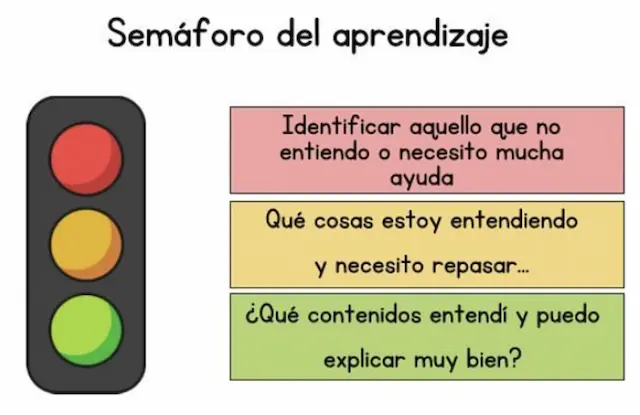 Semáforo del aprendizaje
Identificar aquello que no
entiendo o necesito mucha
ayuda
Qué cosas estoy entendiendo
y necesito repasar...
¿Qué contenidos entendí y puedo
explicar muy bien?